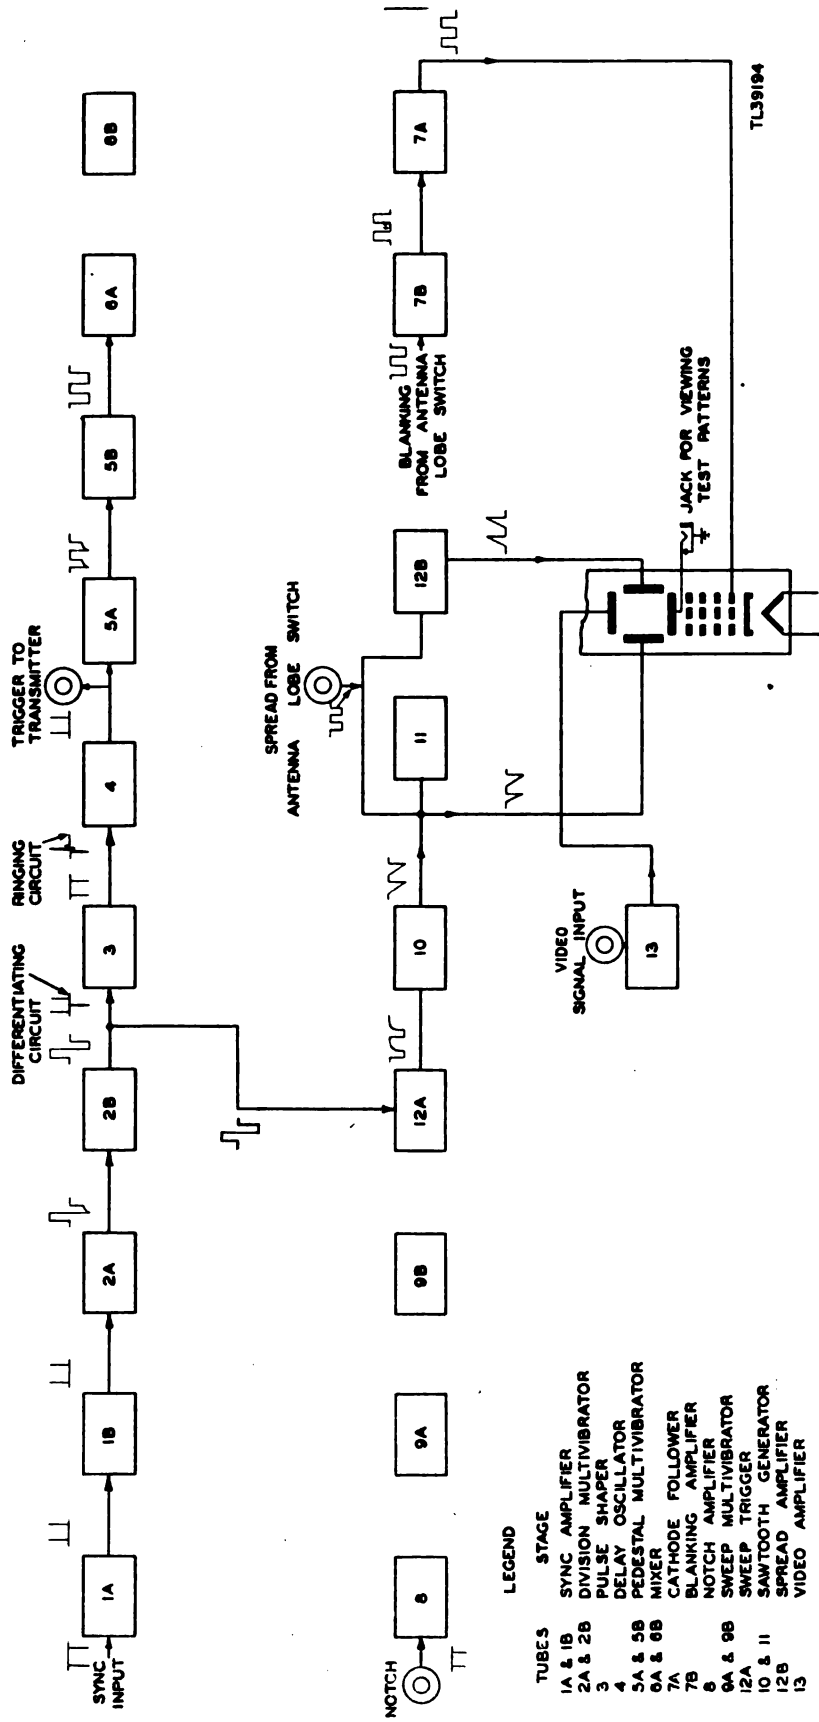 SYNC
INPUT
1A
1B
2A
2B
DIFFERENTIATING
CIRCUIT
3
RINGING
CIRCUIT
4
TRIGGER TO
TRANSMITTER
5A
5B
6A
6B
NOTCH
8
9A
9B
12A
10
11
SPREAD FROM
ANTENNA LOBE SWITCH
12B
BLANKING
FROM ANTENNA
LOBE SWITCH
7B
7A
VIDEO
SIGNAL INPUT
13
JACK FOR VIEWING
TEST PATTERNS
LEGEND
TUBES STAGE
1A & 1B SYNC AMPLIFIER
2A & 2B DIVISION MULTIVIBRATOR
3 PULSE SHAPER
4 DELAY OSCILLATOR
5A & 5B PEDESTAL MULTIVIBRATOR
6A & 6B MIXER
7A CATHODE FOLLOWER
7B BLANKING AMPLIFIER
8 NOTCH AMPLIFIER
9A & 9B SWEEP MULTIVIBRATOR
12A SWEEP TRIGGER
10 & 11 SAWTOOTH GENERATOR
12B SPREAD AMPLIFIER
13 VIDEO AMPLIFIER
TL39194